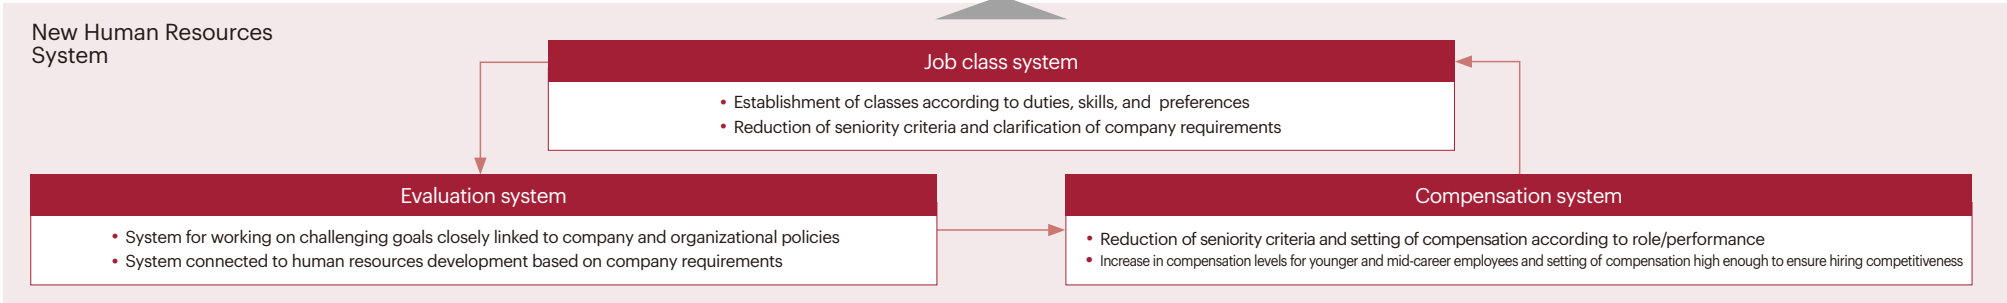 New Human Resources
System
Job class system
• Establishment of classes according to duties, skills, and preferences
• Reduction of seniority criteria and clarification of company requirements
Evaluation system
• System for working on challenging goals closely linked to company and organizational policies
• System connected to human resources development based on company requirements
Compensation system
• Reduction of seniority criteria and setting of compensation according to role/performance
• Increase in compensation levels for younger and mid-career employees and setting of compensation high enough to ensure hiring competitiveness